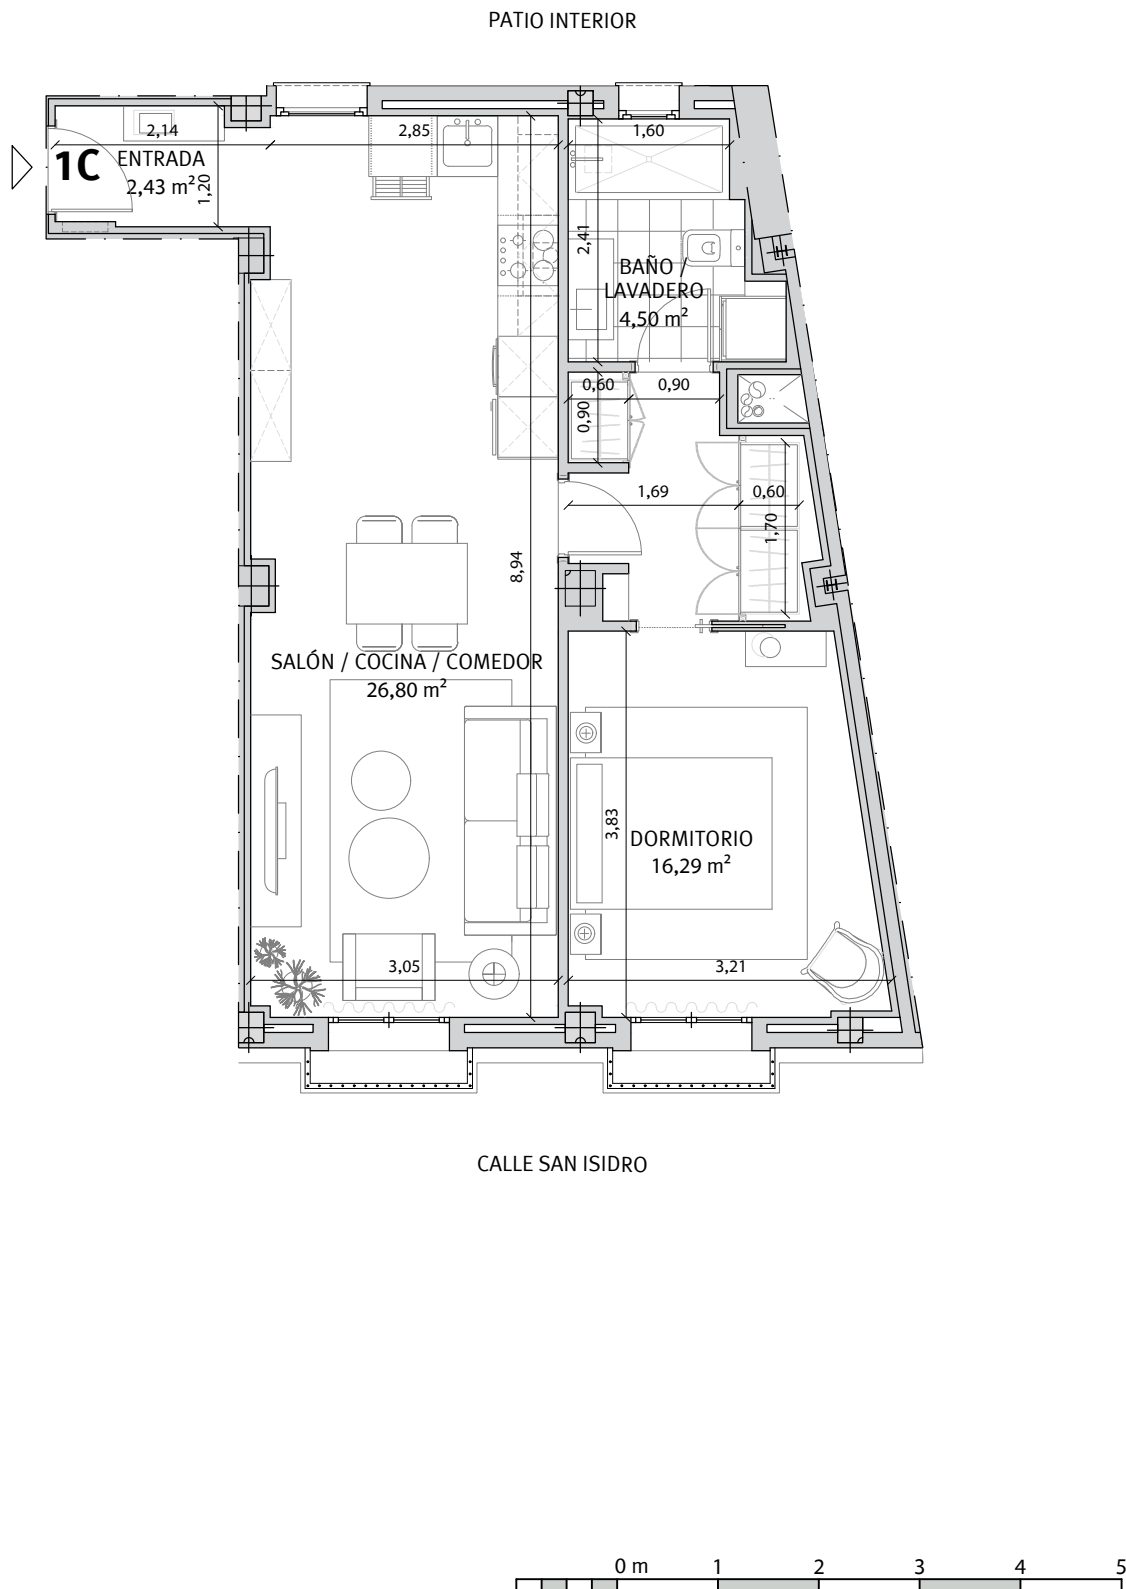 PATIO INTERIOR
2,14
2,85
1,60
1C
ENTRADA
2,43 m²
1,20
2,41
BAÑO /
LAVADERO
4,50 m²
0,60
0,90
0,90
1,69
0,60
1,70
8,94
SALÓN / COCINA / COMEDOR
26,80 m²
3,83
DORMITORIO
16,29 m²
3,05
3,21
CALLE SAN ISIDRO
0 m 1 2 3 4 5